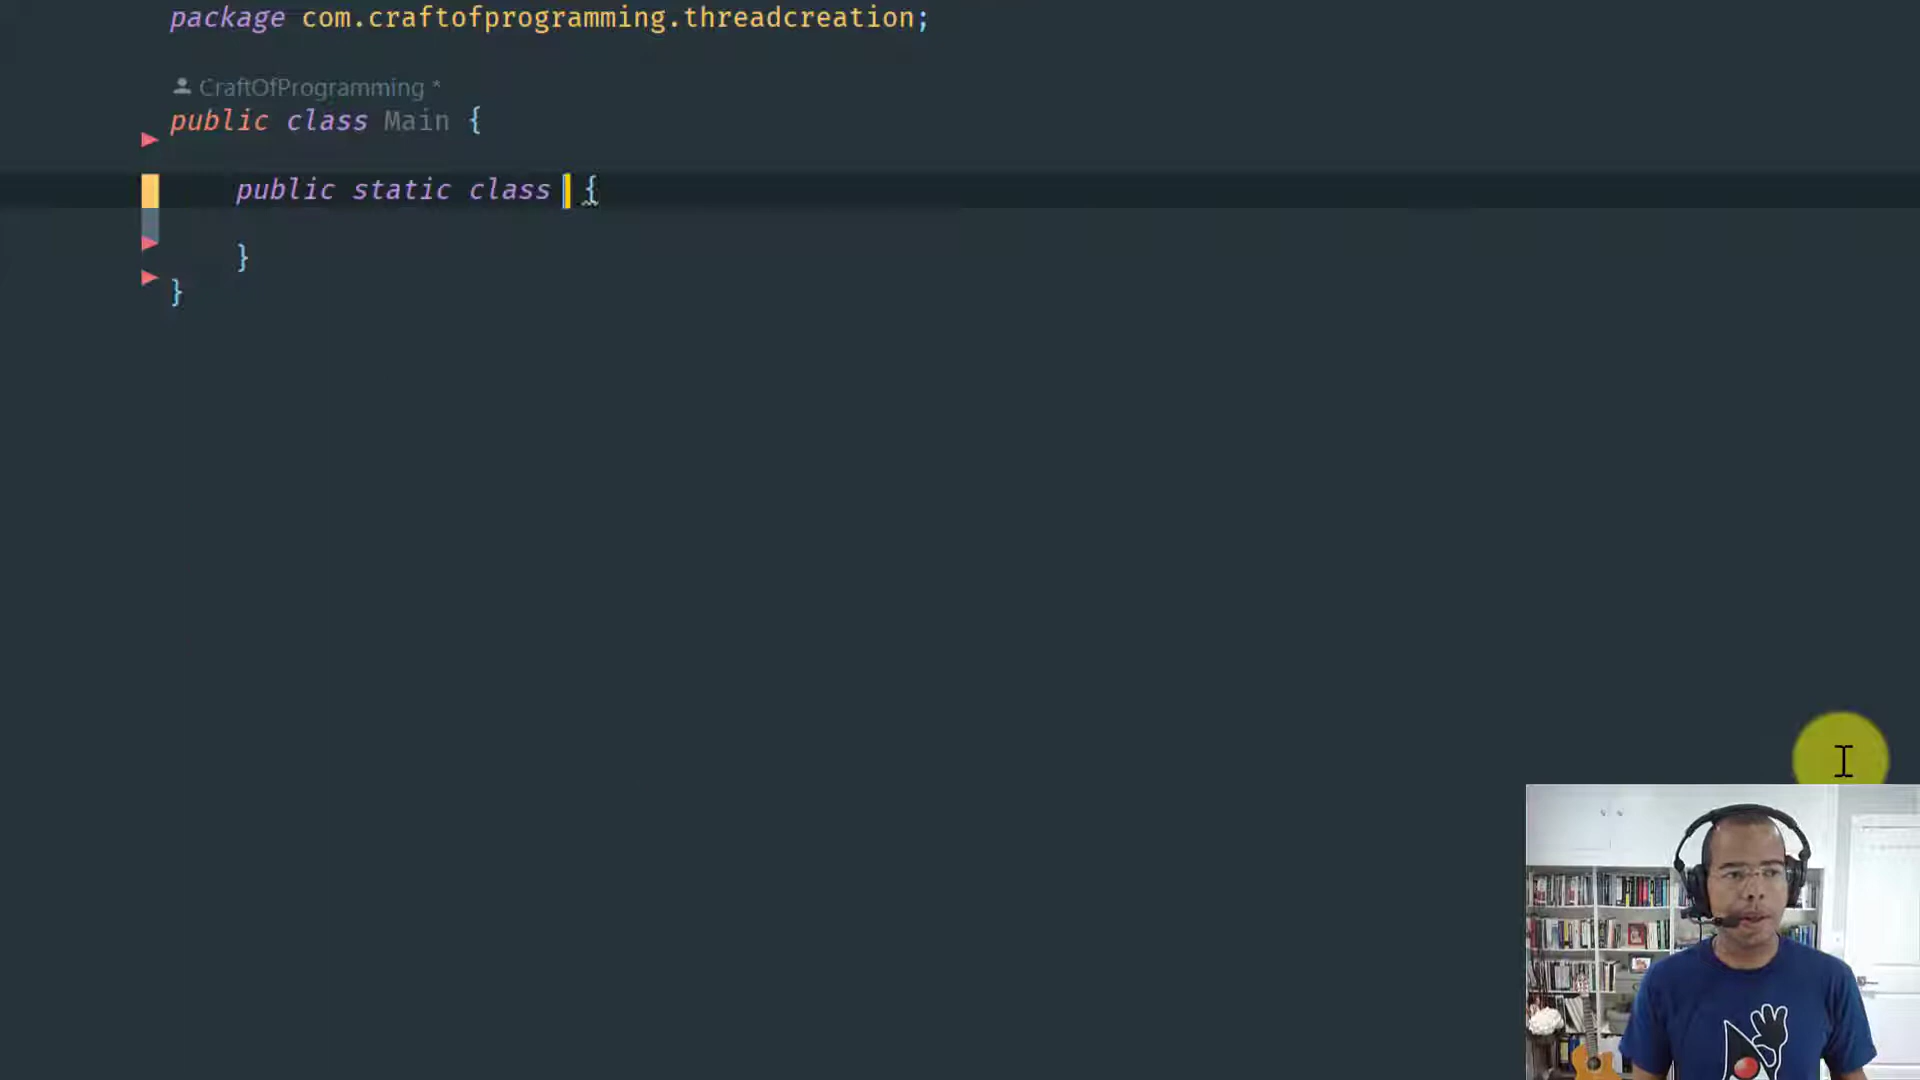 package com.craftofprogramming.threadcreation;
CraftOfProgramming *
public class Main {
public static class {
}
}